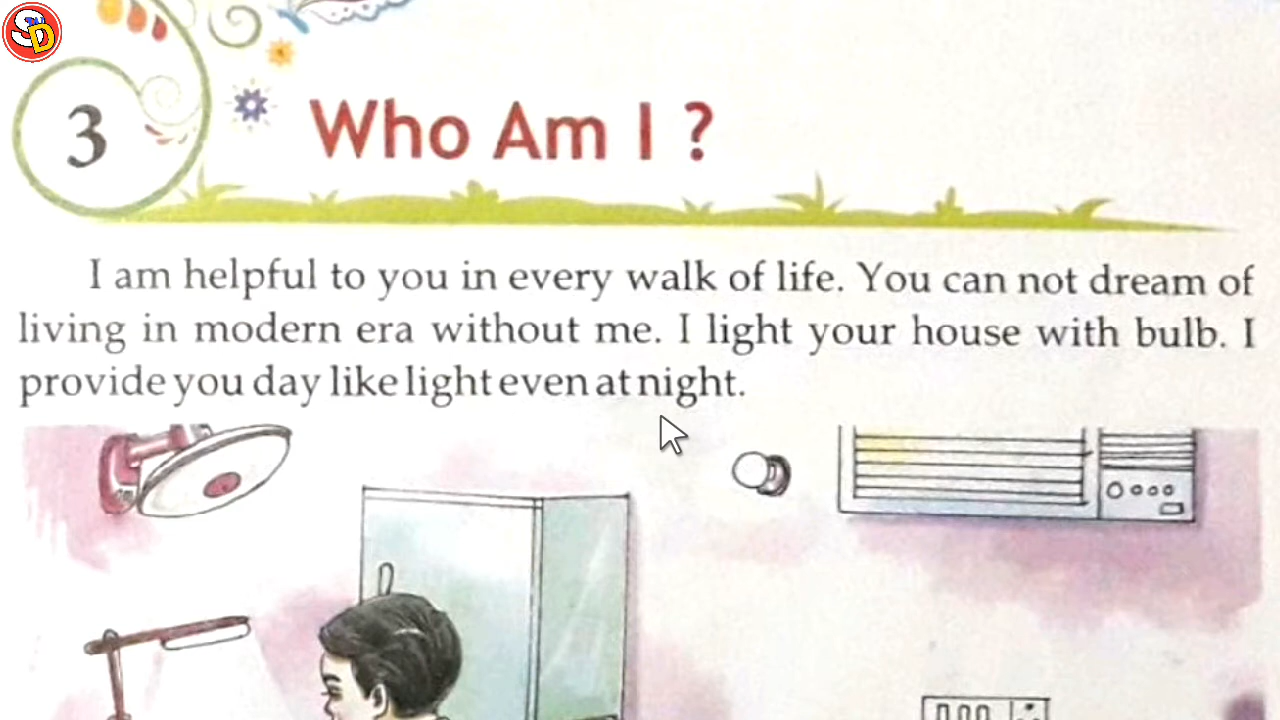 SD
3
Who Am I ?
I am helpful to you in every walk of life. You can not dream of
living in modern era without me. I light your house with bulb. I
provide you day like light even at night.